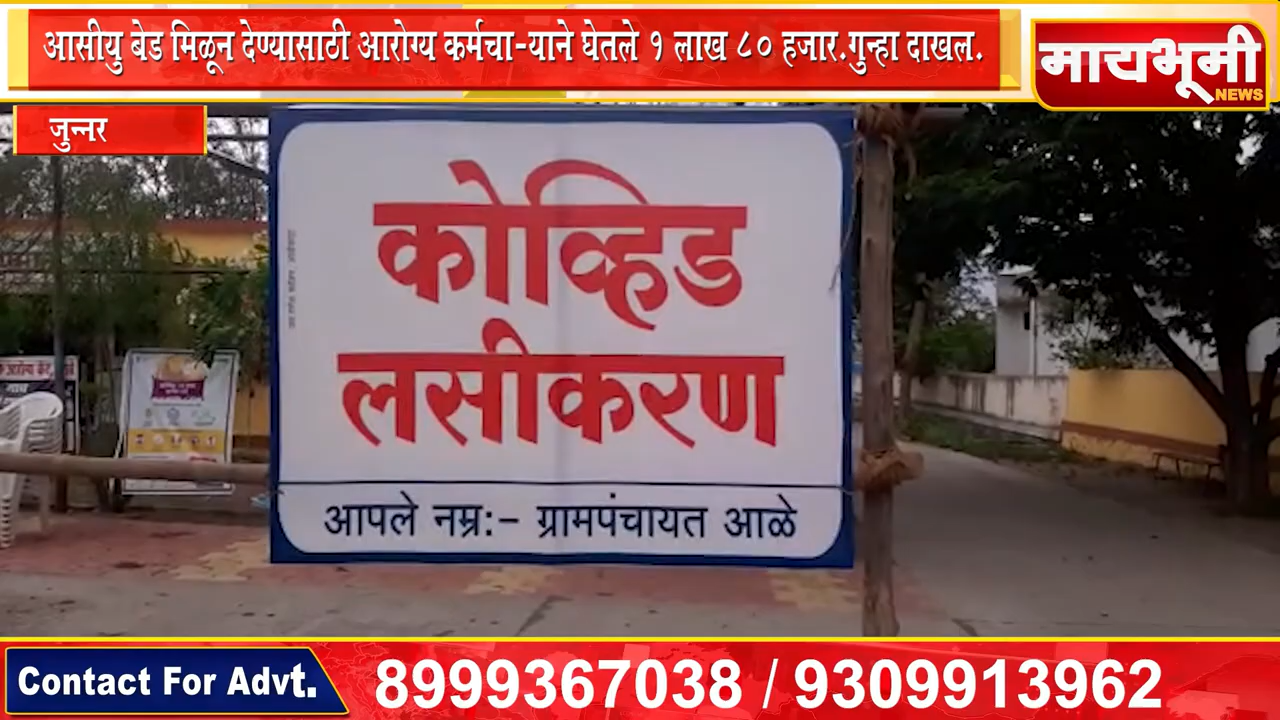 आसीयु बेड मिळून देण्यासाठी आरोग्य कर्मचा-याने घेतले १ लाख ८० हजार.गुन्हा दाखल.
मायभूमी
NEWS
जुन्नर
कोव्हिड
लसीकरण
आपले नम्र:- ग्रामपंचायत आळे
Contact For Advt.
8999367038 / 9309913962